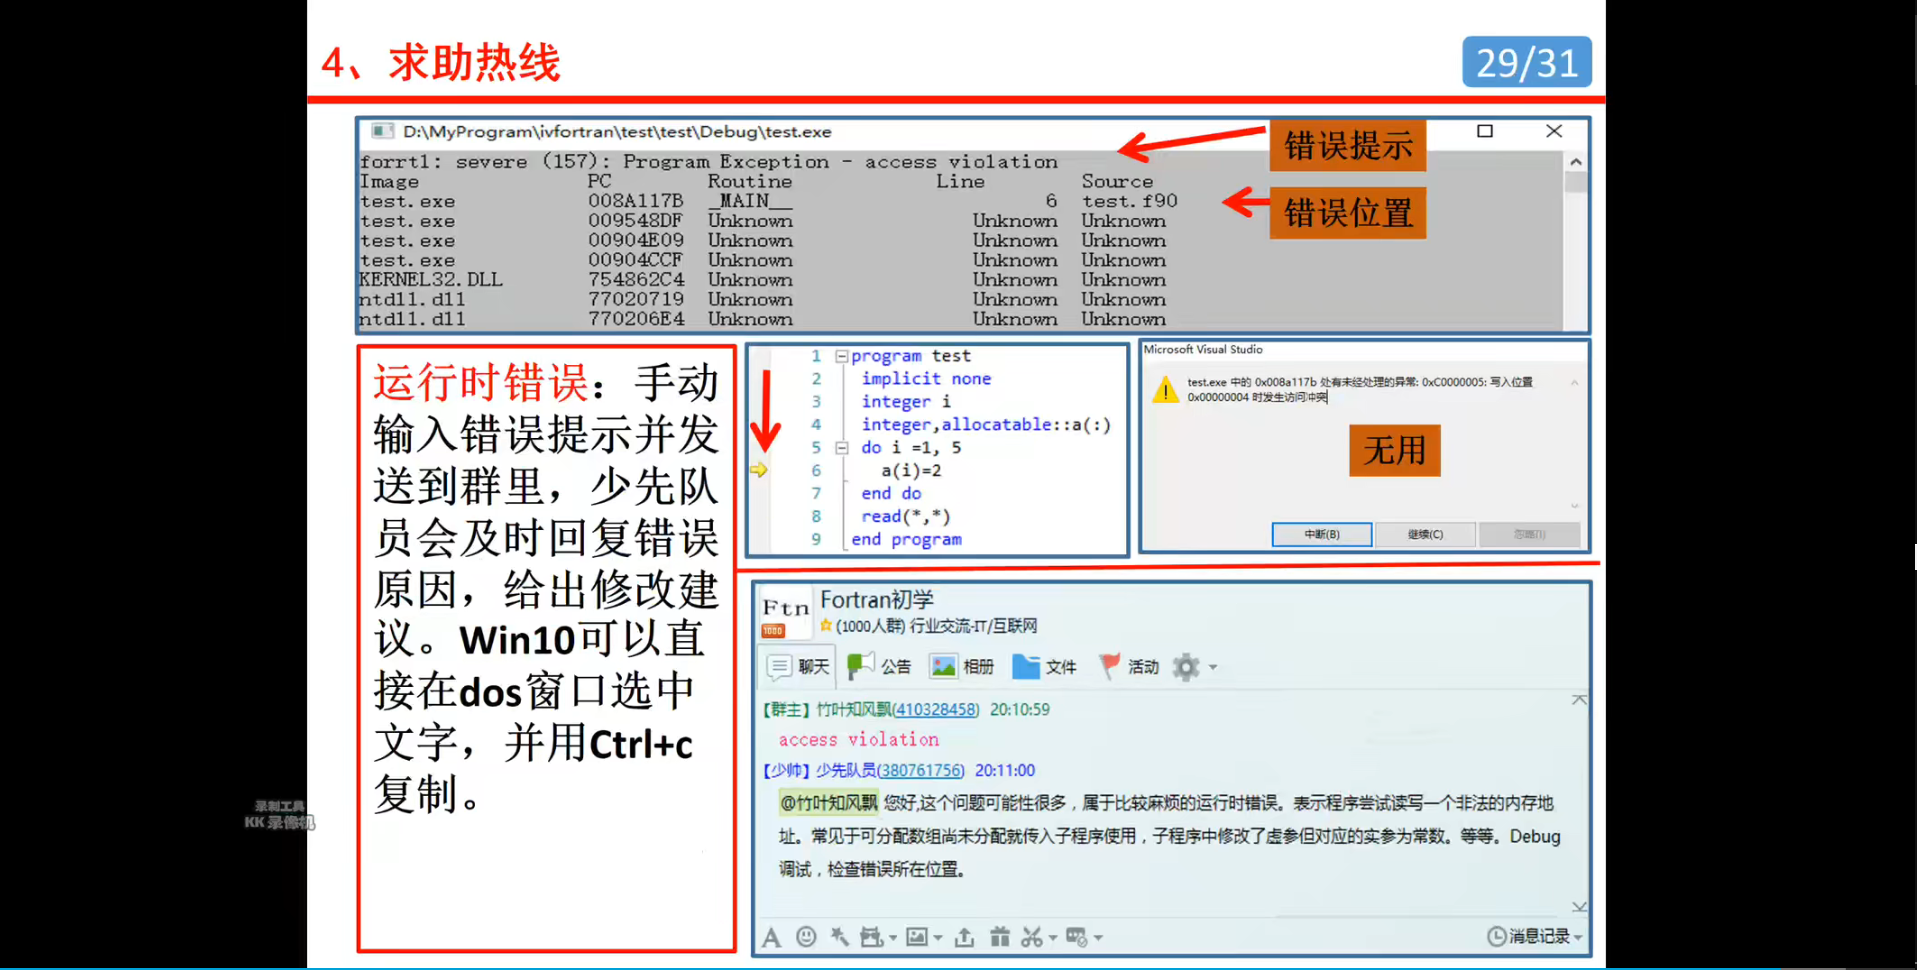 4、求助热线
29/31
D:\MyProgram\ivfortran\test\test\Debug\test.exe
forrtl: severe (157): Program Exception - access violation
Image PC Routine Line Source
test.exe 008A117B _MAIN__ 6 test.f90
test.exe 009548DF Unknown Unknown Unknown
test.exe 00904E09 Unknown Unknown Unknown
test.exe 00904CCF Unknown Unknown Unknown
KERNEL32.DLL 754862C4 Unknown Unknown Unknown
ntdll.dll 77020719 Unknown Unknown Unknown
ntdll.dll 770206E4 Unknown Unknown Unknown
错误提示
错误位置
运行时错误：手动
输入错误提示并发
送到群里，少先队
员会及时回复错误
原因，给出修改建
议。Win10可以直
接在dos窗口选中
文字，并用Ctrl+c
复制。
1 program test
2 implicit none
3 integer i
4 integer,allocatable::a(:)
5 do i =1, 5
6 a(i)=2
7 end do
8 read(*,*)
9 end program
Microsoft Visual Studio
test.exe 中的 0x008a117b 处有未经处理的异常: 0xC0000005: 写入位置
0x00000004 时发生访问冲突
无用
中断(B) 继续(C) 忽略(I)
Ftn
1000
Fortran初学
(1000人群) 行业交流-IT/互联网
聊天 公告 相册 文件 活动
【群主】竹叶知风飘(410328458) 20:10:59
access violation
【少帅】少先队员(380761756) 20:11:00
@竹叶知风飘 您好,这个问题可能性很多，属于比较麻烦的运行时错误。表示程序尝试读写一个非法的内存地
址。常见于可分配数组尚未分配就传入子程序使用，子程序中修改了虚参但对应的实参为常数。等等。Debug
调试，检查错误所在位置。
消息记录
录制工具
KK 录像机